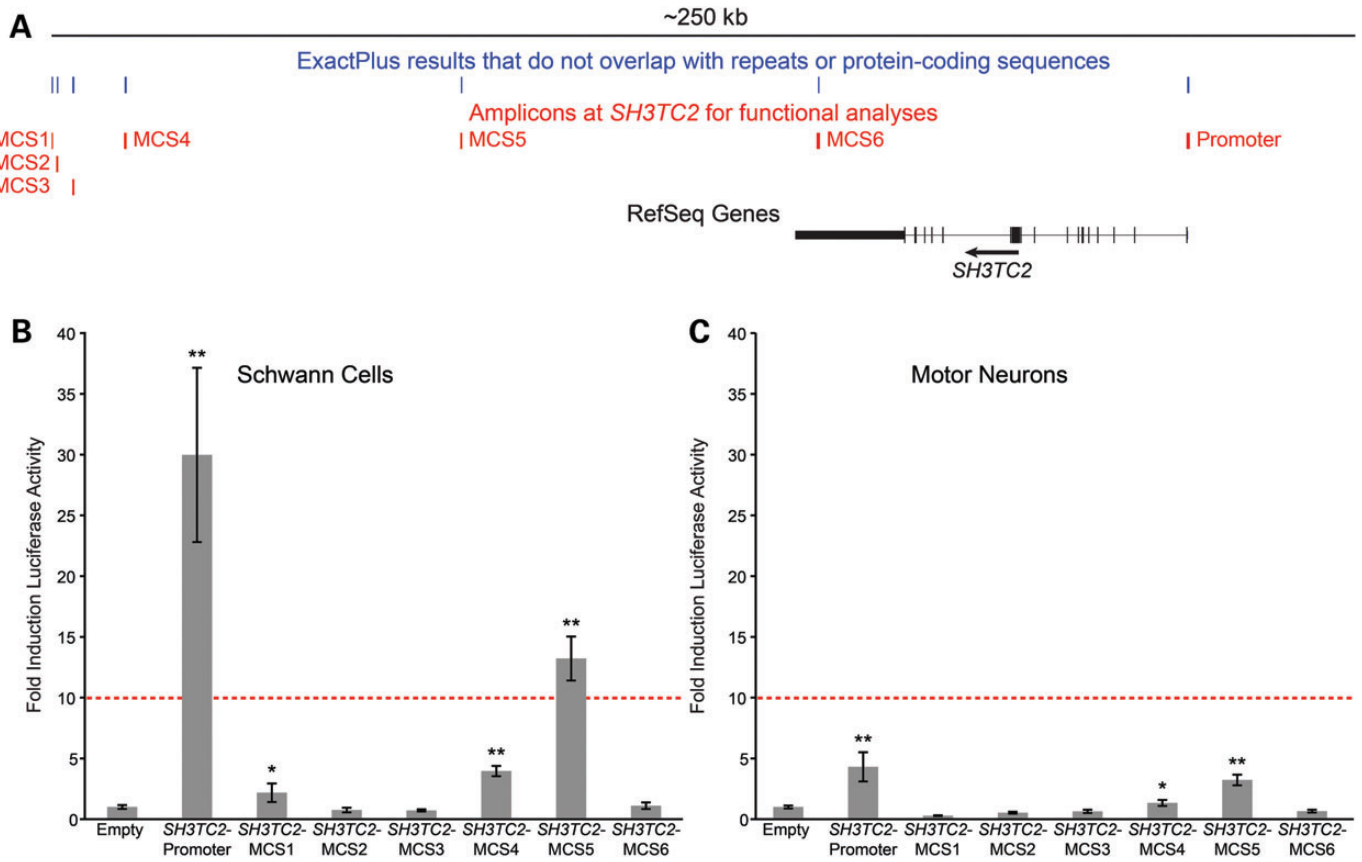 A
~250 kb
ExactPlus results that do not overlap with repeats or protein-coding sequences
Amplicons at SH3TC2 for functional analyses
MCS1 MCS4 MCS5 MCS6 Promoter
MCS2
MCS3
RefSeq Genes
SH3TC2
B
Schwann Cells
Fold Induction Luciferase Activity
40
35
30
25
20
15
10
5
0
**
*
**
**
Empty SH3TC2- SH3TC2- SH3TC2- SH3TC2- SH3TC2- SH3TC2- SH3TC2-
Promoter MCS1 MCS2 MCS3 MCS4 MCS5 MCS6
C
Motor Neurons
Fold Induction Luciferase Activity
40
35
30
25
20
15
10
5
0
**
*
**
Empty SH3TC2- SH3TC2- SH3TC2- SH3TC2- SH3TC2- SH3TC2- SH3TC2-
Promoter MCS1 MCS2 MCS3 MCS4 MCS5 MCS6